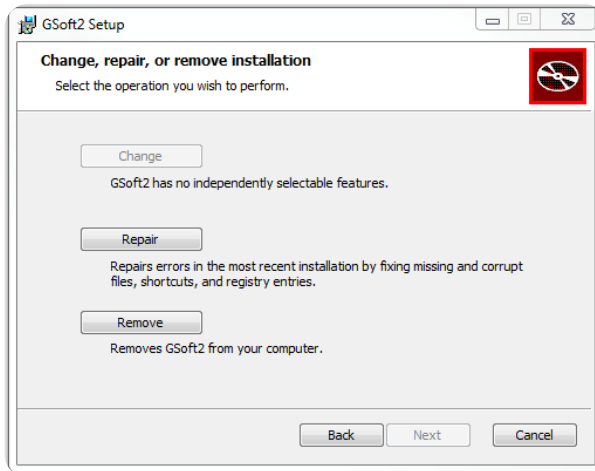 GSoft2 Setup
Change, repair, or remove installation
Select the operation you wish to perform.
Change
GSoft2 has no independently selectable features.
Repair
Repairs errors in the most recent installation by fixing missing and corrupt
files, shortcuts, and registry entries.
Remove
Removes GSoft2 from your computer.
Back Next Cancel